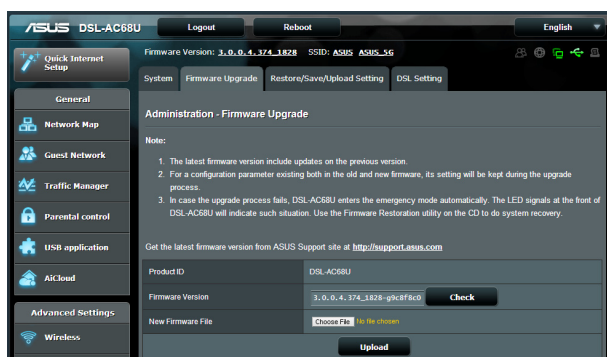 ASUS DSL-AC68U
Logout
Reboot
English
Quick Internet Setup
Firmware Version: 3.0.0.4.374_1828 SSID: ASUS ASUS_5G
System
Firmware Upgrade
Restore/Save/Upload Setting
DSL Setting
General
Network Map
Guest Network
Traffic Manager
Parental control
USB application
AiCloud
Advanced Settings
Wireless
Administration - Firmware Upgrade
Note:
1. The latest firmware version include updates on the previous version.
2. For a configuration parameter existing both in the old and new firmware, its setting will be kept during the upgrade
process.
3. In case the upgrade process fails, DSL-AC68U enters the emergency mode automatically. The LED signals at the front of
DSL-AC68U will indicate such situation. Use the Firmware Restoration utility on the CD to do system recovery.
Get the latest firmware version from ASUS Support site at http://support.asus.com
Product ID
DSL-AC68U
Firmware Version
3.0.0.4.374_1828-g9c8f8c0
Check
New Firmware File
Choose File No file chosen
Upload